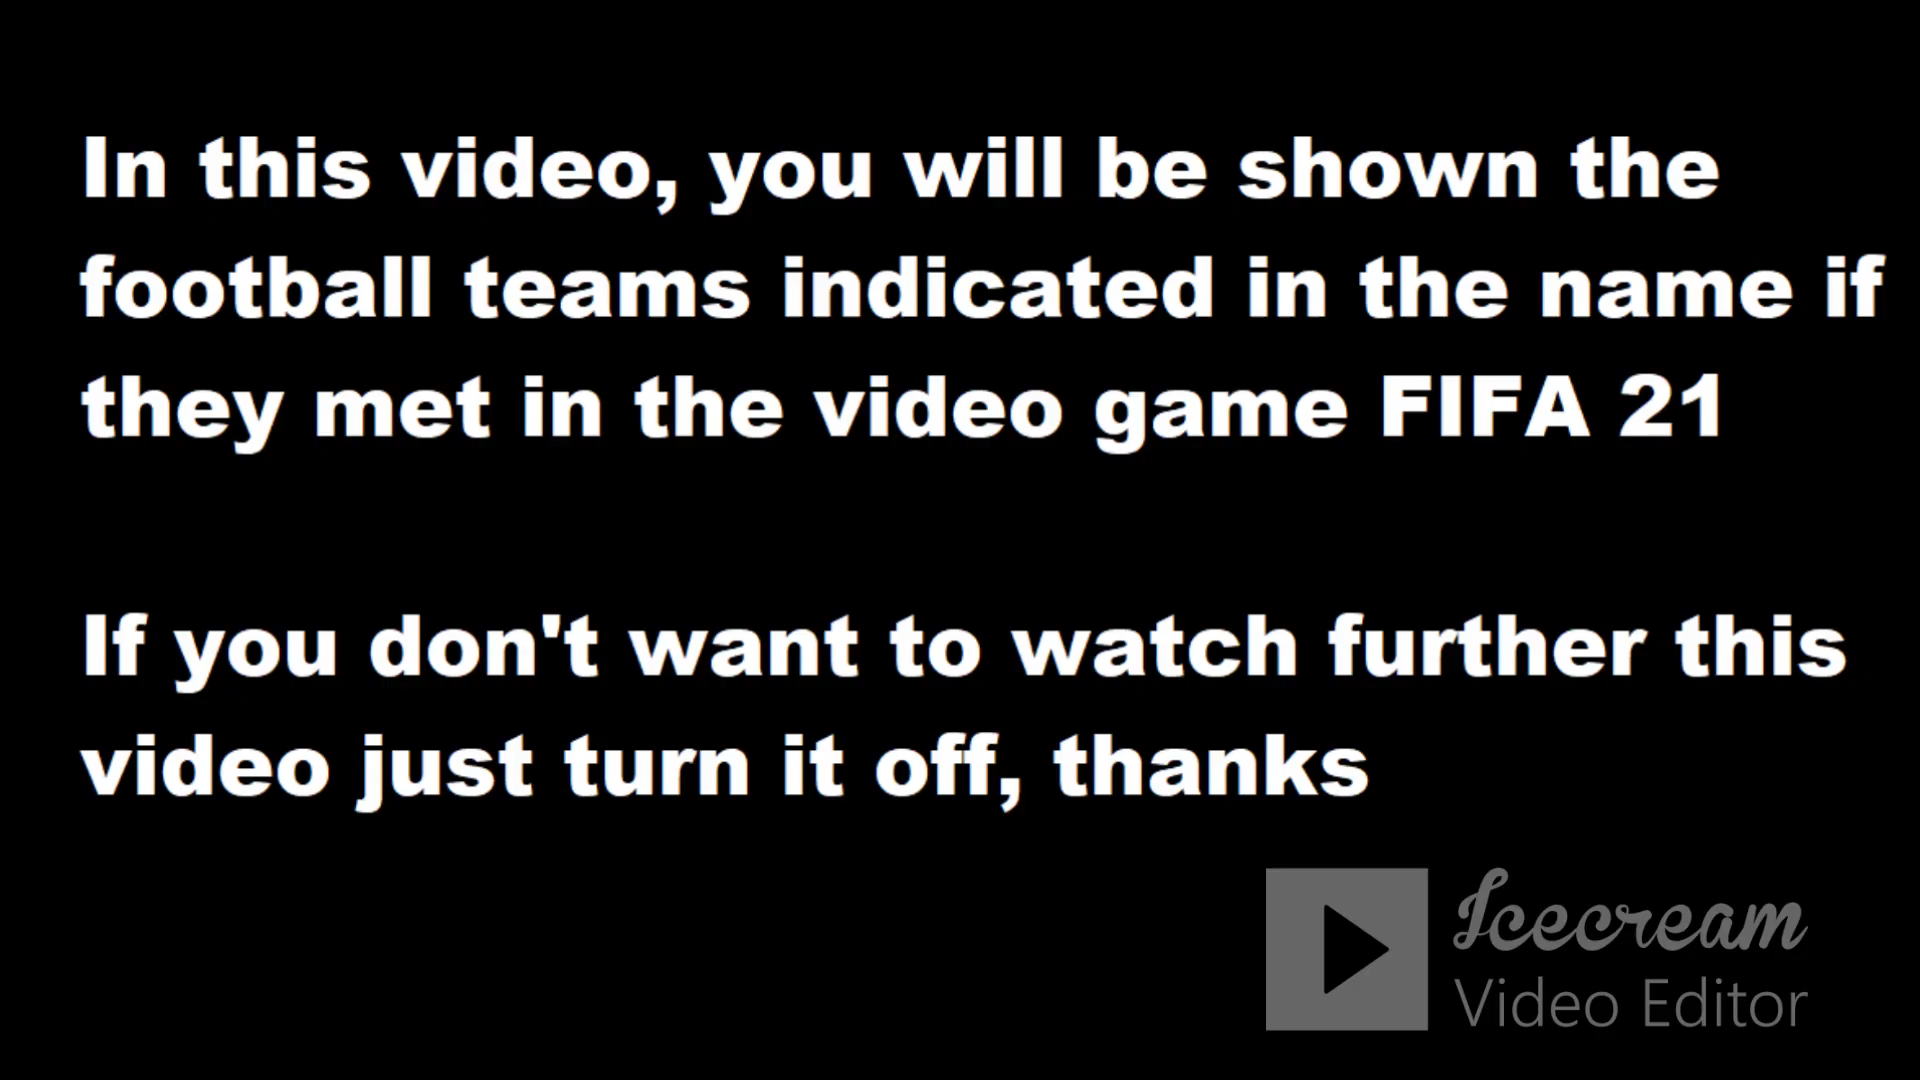 In this video, you will be shown the
football teams indicated in the name if
they met in the video game FIFA 21
If you don't want to watch further this
video just turn it off, thanks
Icecream
Video Editor